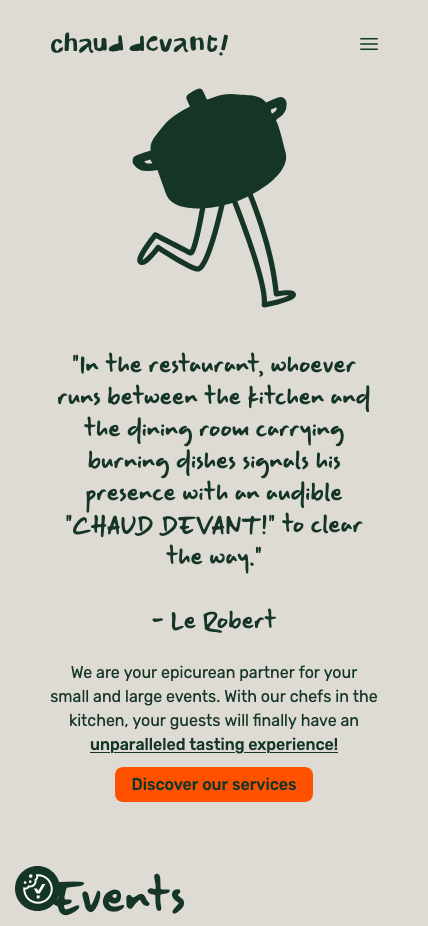 chaud devant!
"In the restaurant, whoever
runs between the kitchen and
the dining room carrying
burning dishes signals his
presence with an audible
"CHAUD DEVANT!" to clear
the way."
- Le Robert
We are your epicurean partner for your
small and large events. With our chefs in the
kitchen, your guests will finally have an
unparalleled tasting experience!
Discover our services
Events